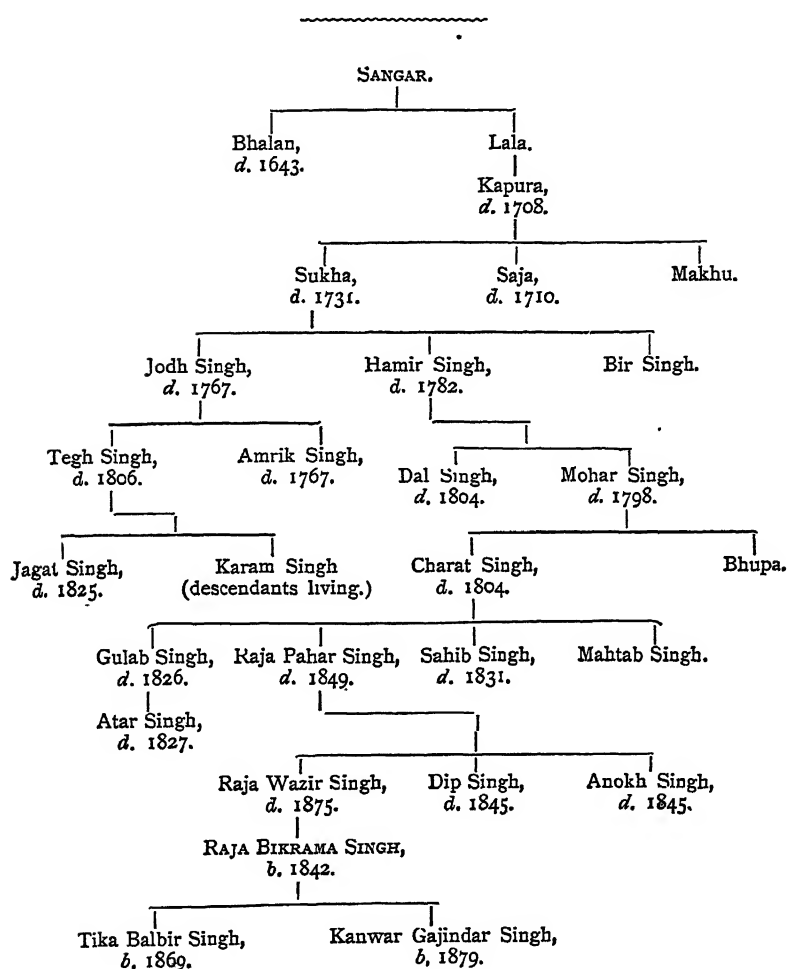 SANGAR.
Bhalan, Lala.
d. 1643.
Kapura,
d. 1708.
Sukha, Saja, Makhu.
d. 1731. d. 1710.
Jodh Singh, Hamir Singh, Bir Singh.
d. 1767. d. 1782.
Tegh Singh, Amrik Singh, Dal Singh, Mohar Singh,
d. 1806. d. 1767. d. 1804. d. 1798.
Jagat Singh, Karam Singh Charat Singh, Bhupa.
d. 1825. (descendants living.) d. 1804.
Gulab Singh, Raja Pahar Singh, Sahib Singh, Mahtab Singh.
d. 1826. d. 1849. d. 1831.
Atar Singh,
d. 1827.
Raja Wazir Singh, Dip Singh, Anokh Singh,
d. 1875. d. 1845. d. 1845.
RAJA BIKRAMA SINGH,
b. 1842.
Tika Balbir Singh, Kanwar Gajindar Singh,
b. 1869. b. 1879.